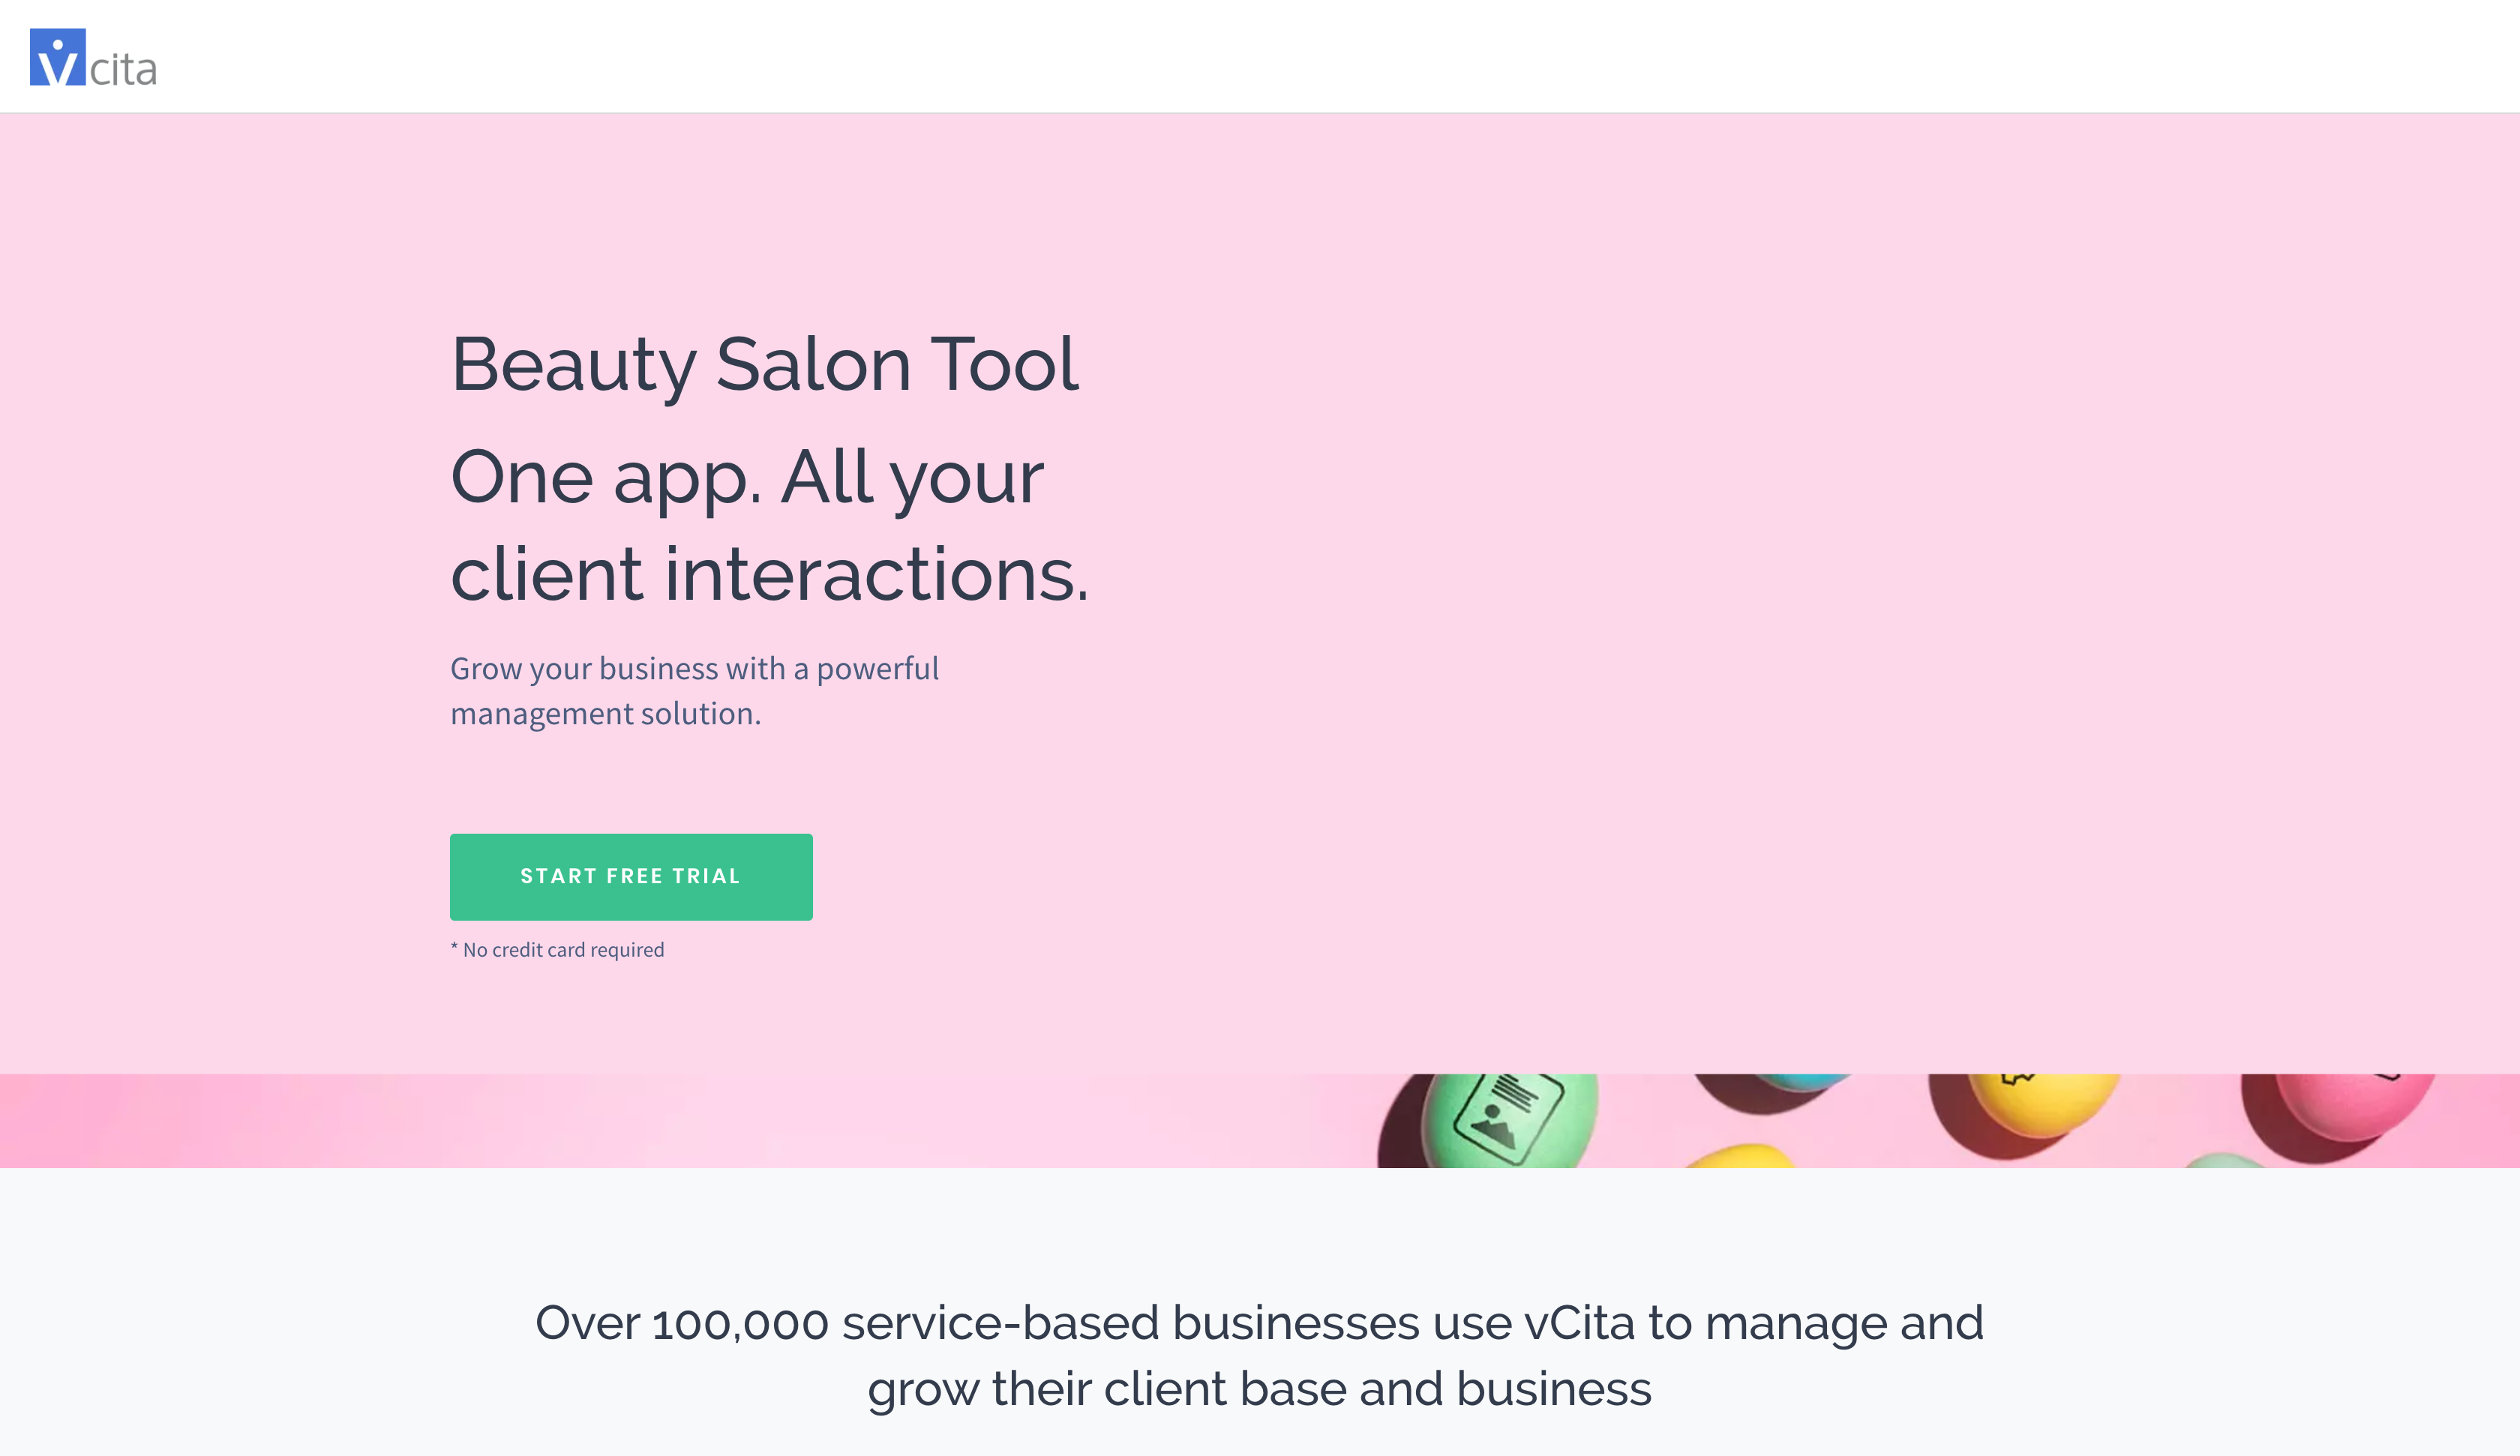 vcita
Beauty Salon Tool
One app. All your
client interactions.
Grow your business with a powerful
management solution.
START FREE TRIAL
* No credit card required
Over 100,000 service-based businesses use vCita to manage and
grow their client base and business